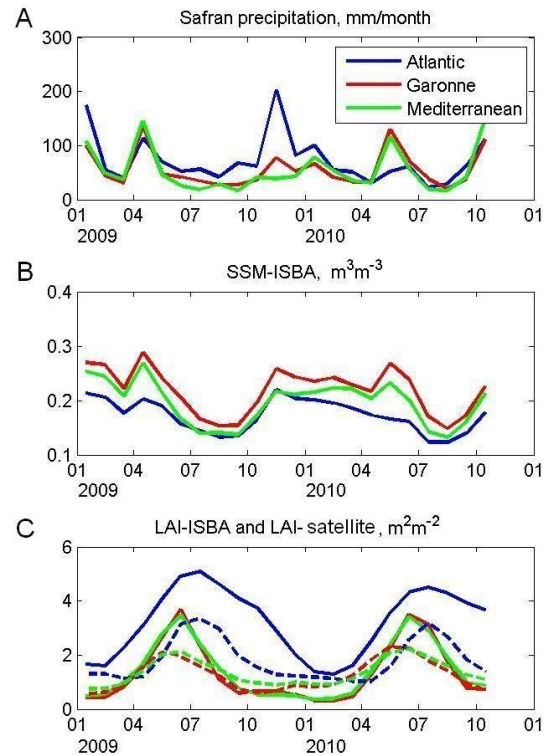 A
Safran precipitation, mm/month
300
200
100
0
Atlantic
Garonne
Mediterranean
01 04 07 10 01 04 07 10 01
2009 2010
B
SSM-ISBA, m³m⁻³
0.4
0.3
0.2
0.1
01 04 07 10 01 04 07 10 01
2009 2010
C
LAI-ISBA and LAI-satellite, m²m⁻²
6
4
2
0
01 04 07 10 01 04 07 10 01
2009 2010